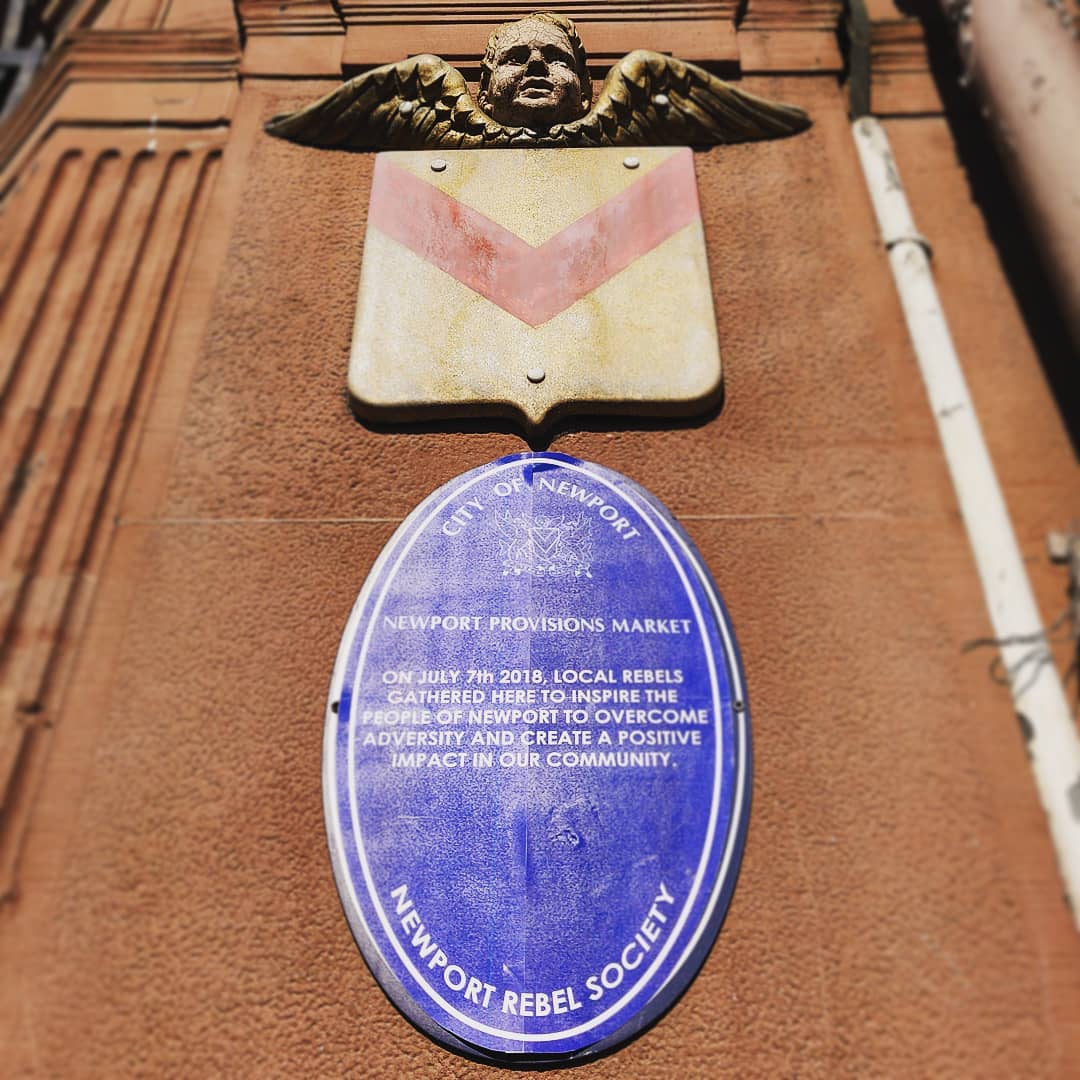 CITY OF NEWPORT
NEWPORT PROVISIONS MARKET
ON JULY 7th 2018, LOCAL REBELS
GATHERED HERE TO INSPIRE THE
PEOPLE OF NEWPORT TO OVERCOME
ADVERSITY AND CREATE A POSITIVE
IMPACT IN OUR COMMUNITY.
NEWPORT REBEL SOCIETY